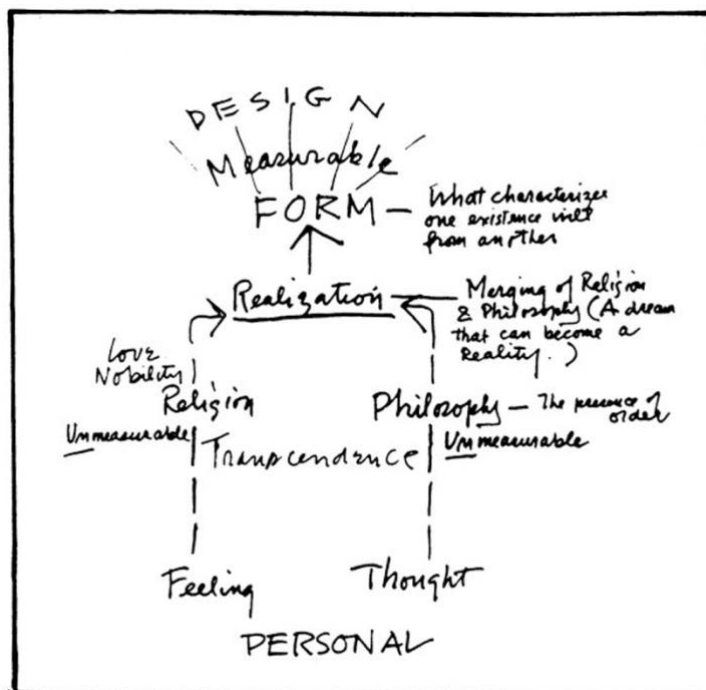 DESIGN
Measurable
FORM — What characterizes
one existence will
from another
Realization — Merging of Religion
& Philosophy (A dream
that can become a
Reality.)
Love
Nobility
Religion
Philosophy — The presence of
order
Unmeasurable
Unmeasurable
Transcendence
Feeling
Thought
PERSONAL